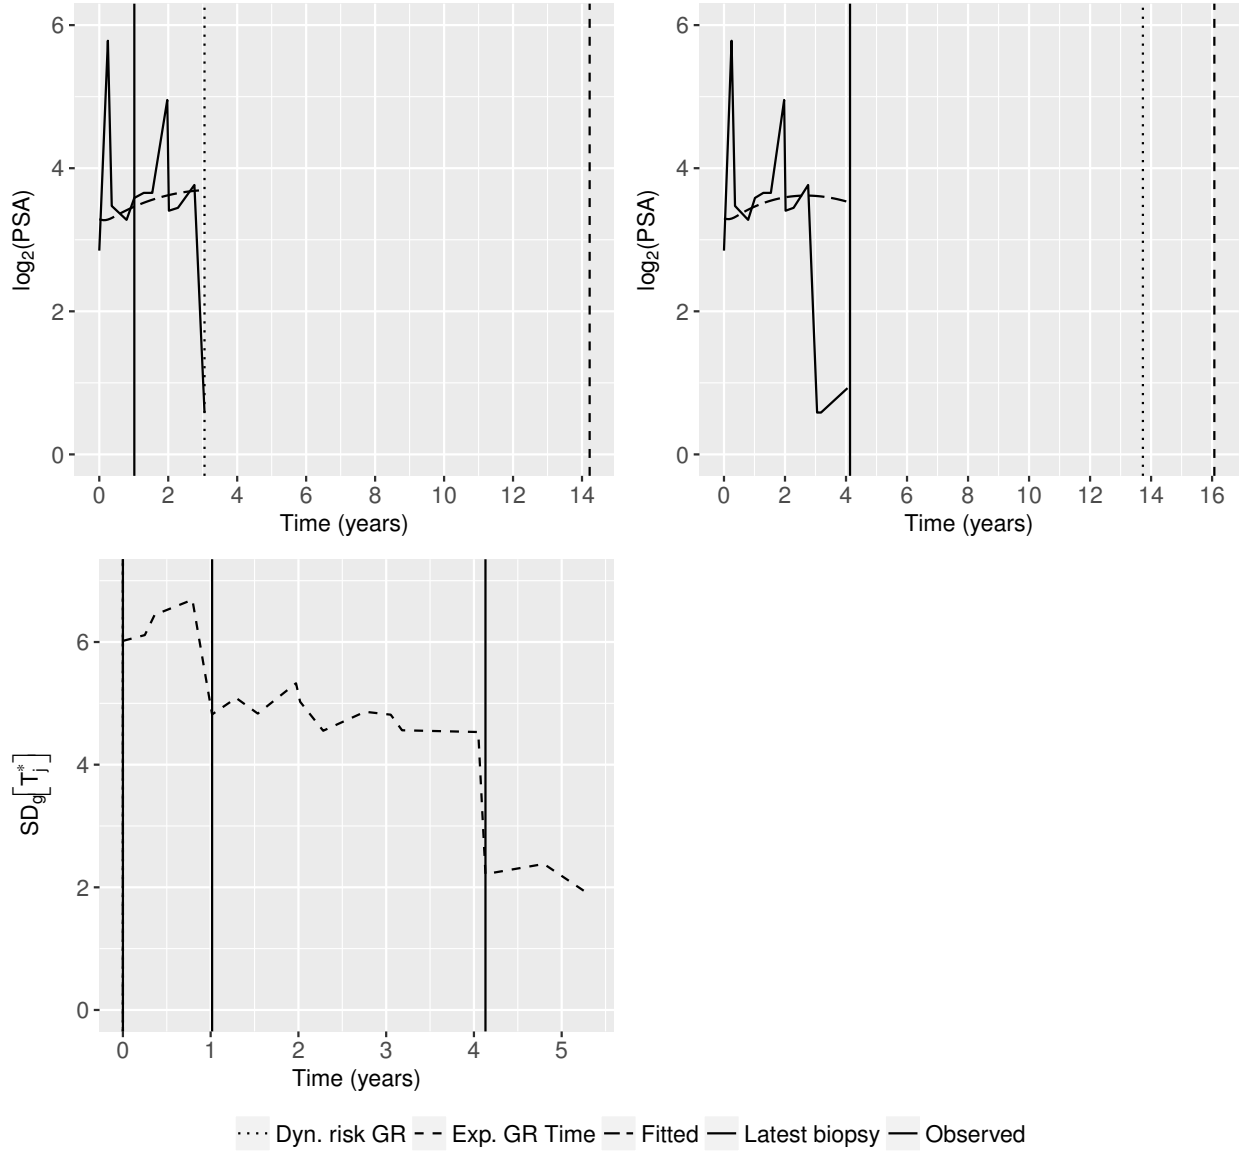 6
4
2
0
log2(PSA)
0 2 4 6 8 10 12 14
Time (years)
6
4
2
0
log2(PSA)
0 2 4 6 8 10 12 14 16
Time (years)
6
4
2
0
SDg[Tj*]
0 1 2 3 4 5
Time (years)
Dyn. risk GR Exp. GR Time Fitted Latest biopsy Observed